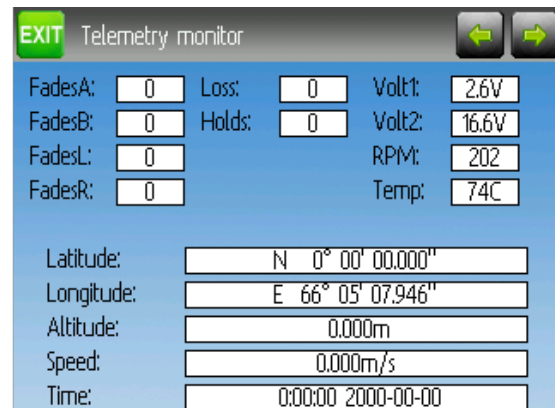 EXIT Telemetry monitor
FadesA: 0 Loss: 0 Volt1: 2.6V
FadesB: 0 Holds: 0 Volt2: 16.6V
FadesL: 0 RPM: 202
FadesR: 0 Temp: 74C
Latitude: N 0° 00' 00.000"
Longitude: E 66° 05' 07.946"
Altitude: 0.000m
Speed: 0.000m/s
Time: 0:00:00 2000-00-00